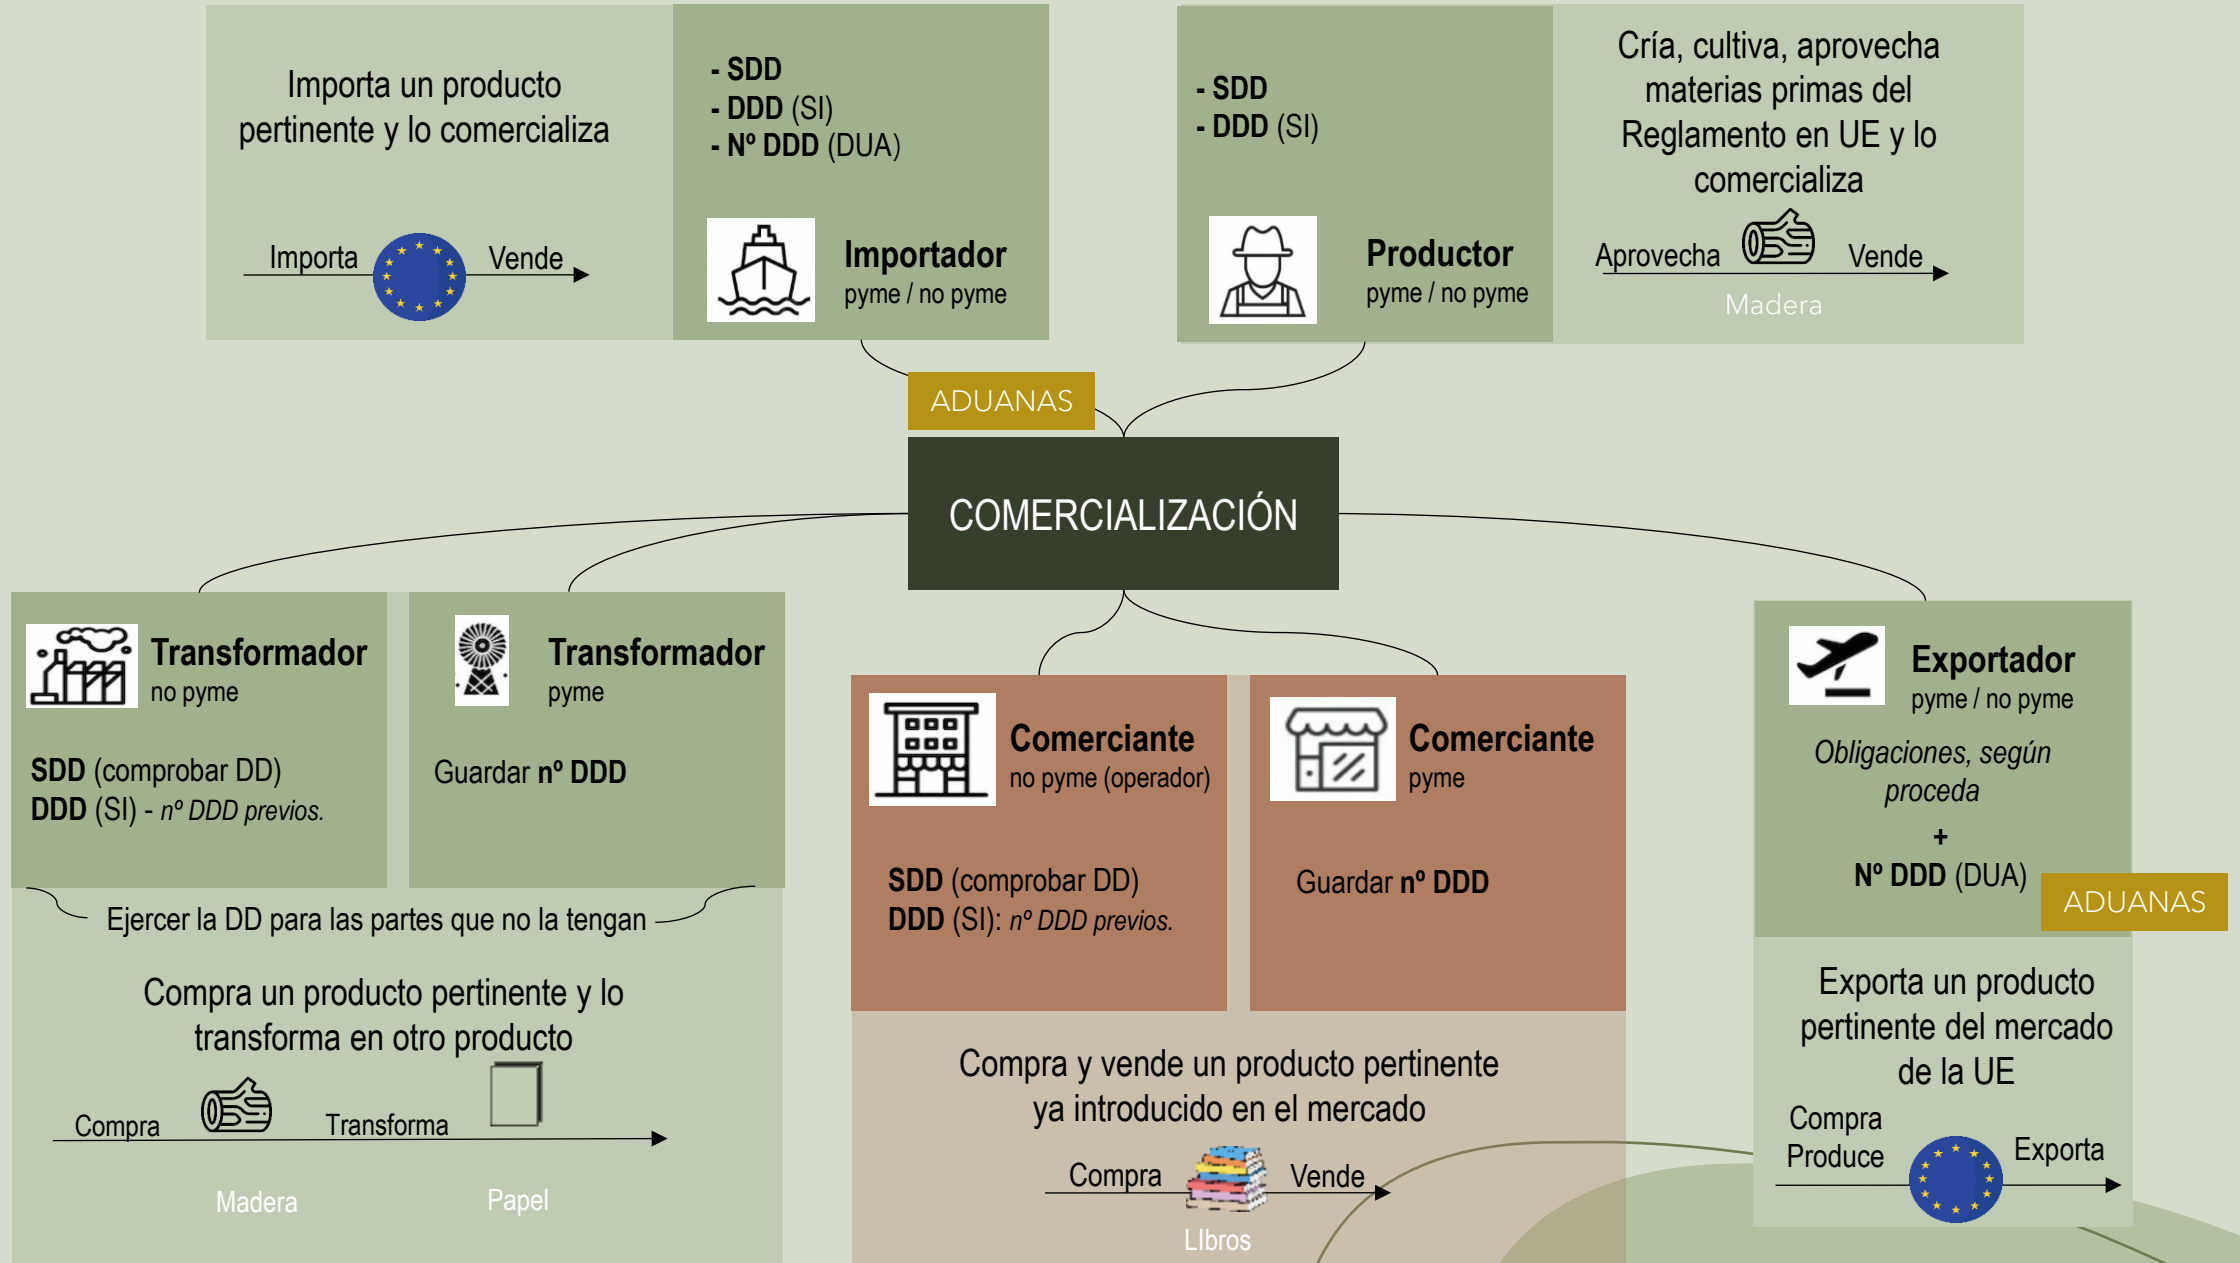 Importa un producto
pertinente y lo comercializa
Importa
Vende
- SDD
- DDD (SI)
- Nº DDD (DUA)
Importador
pyme / no pyme
- SDD
- DDD (SI)
Productor
pyme / no pyme
Cría, cultiva, aprovecha
materias primas del
Reglamento en UE y lo
comercializa
Aprovecha
Vende
Madera
ADUANAS
COMERCIALIZACIÓN
Transformador
no pyme
SDD (comprobar DD)
DDD (SI) - nº DDD previos.
Transformador
pyme
Guardar nº DDD
Ejercer la DD para las partes que no la tengan
Compra un producto pertinente y lo
transforma en otro producto
Compra
Transforma
Madera
Papel
Comerciante
no pyme (operador)
SDD (comprobar DD)
DDD (SI): nº DDD previos.
Comerciante
pyme
Guardar nº DDD
Compra y vende un producto pertinente
ya introducido en el mercado
Compra
Vende
LIbros
Exportador
pyme / no pyme
Obligaciones, según
proceda
+
Nº DDD (DUA)
ADUANAS
Exporta un producto
pertinente del mercado
de la UE
Compra
Produce
Exporta